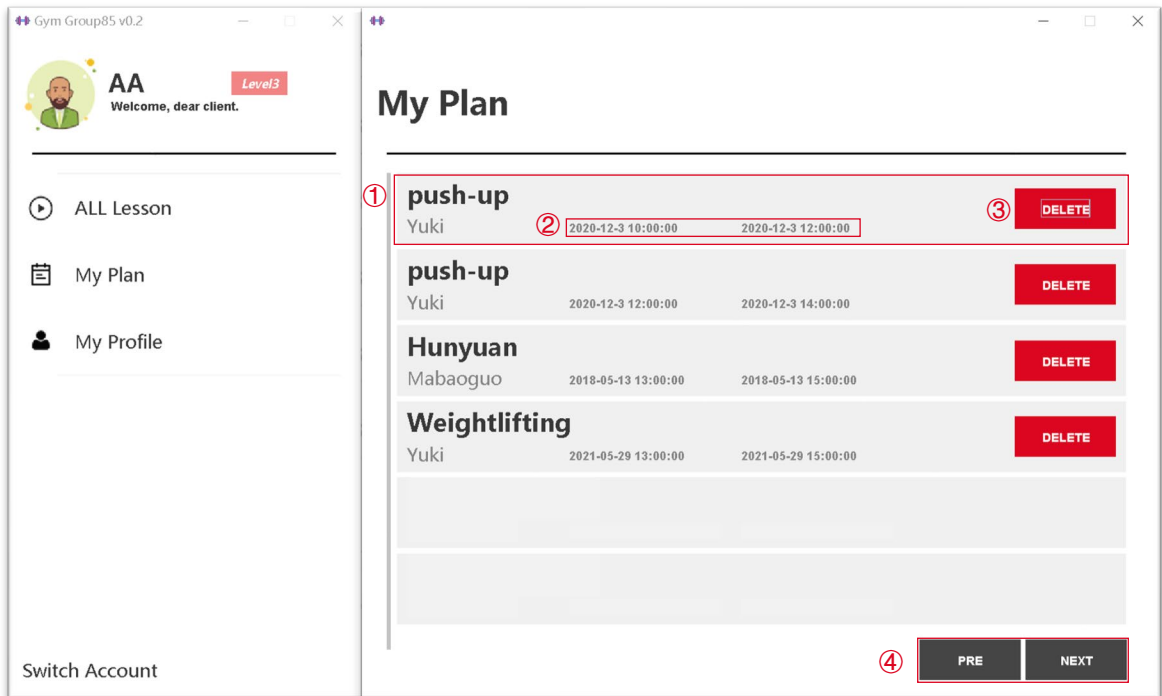 Gym Group85 v0.2
AA
Level3
Welcome, dear client.
ALL Lesson
My Plan
My Profile
Switch Account
My Plan
①
push-up
Yuki
②
2020-12-3 10:00:00
2020-12-3 12:00:00
③
DELETE
push-up
Yuki
2020-12-3 12:00:00
2020-12-3 14:00:00
DELETE
Hunyuan
Mabaoguo
2018-05-13 13:00:00
2018-05-13 15:00:00
DELETE
Weightlifting
Yuki
2021-05-29 13:00:00
2021-05-29 15:00:00
DELETE
④
PRE
NEXT